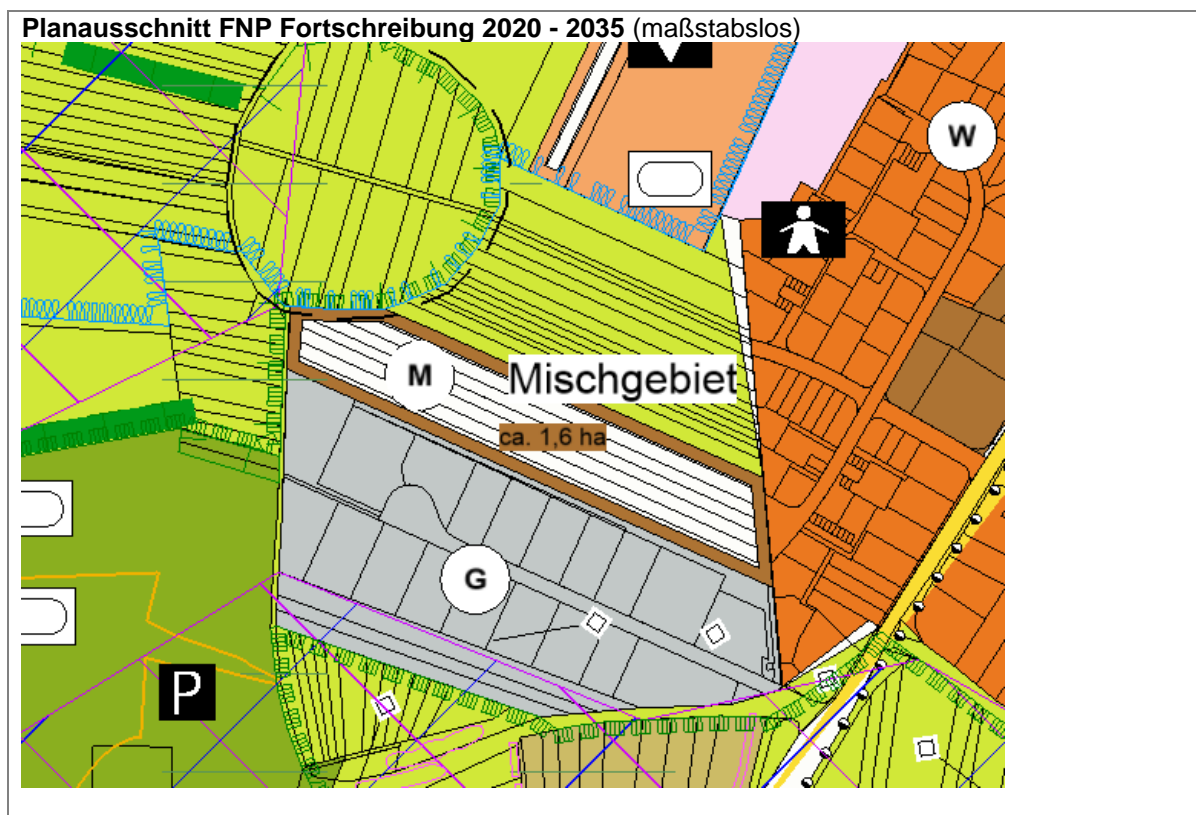 Planausschnitt FNP Fortschreibung 2020 - 2035 (maßstabslos)
W
M
Mischgebiet
ca. 1,6 ha
G
P